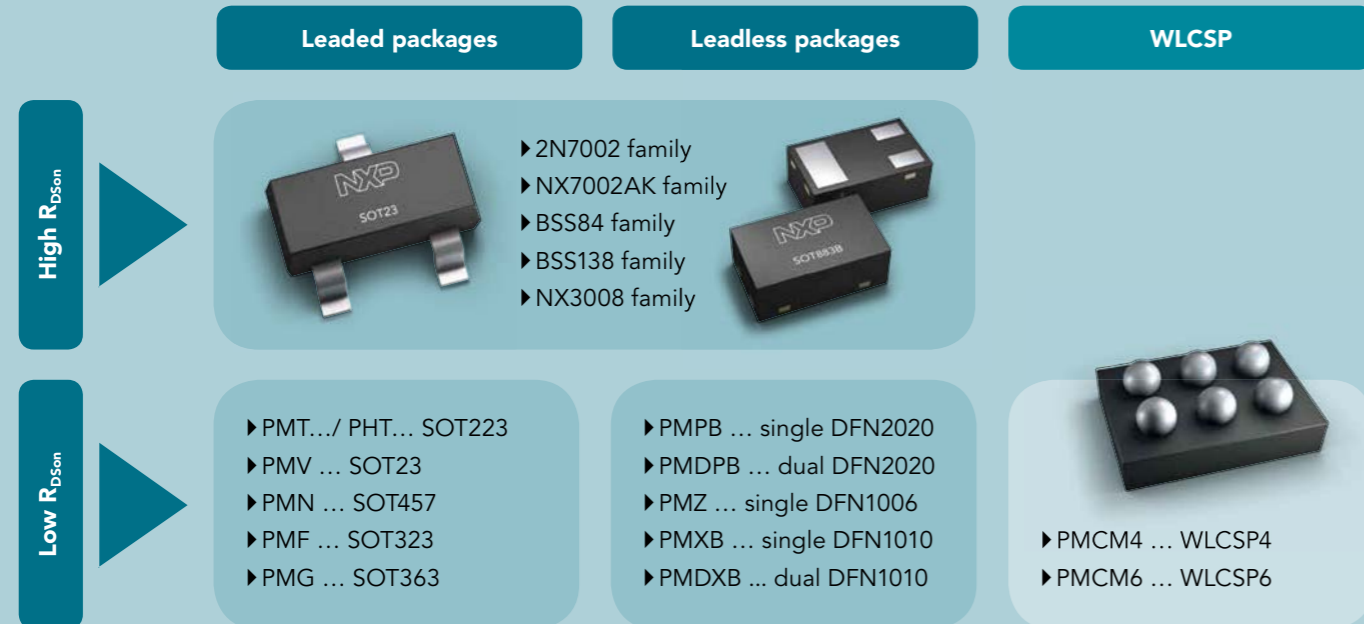 Leaded packages
Leadless packages
WLCSP
High RDSon
NXP
SOT23
▶ 2N7002 family
▶ NX7002AK family
▶ BSS84 family
▶ BSS138 family
▶ NX3008 family
NXP
SOT883B
Low RDSon
▶ PMT.../ PHT... SOT223
▶ PMV ... SOT23
▶ PMN ... SOT457
▶ PMF ... SOT323
▶ PMG ... SOT363
▶ PMPB ... single DFN2020
▶ PMDPB ... dual DFN2020
▶ PMZ ... single DFN1006
▶ PMXB ... single DFN1010
▶ PMDXB ... dual DFN1010
▶ PMCM4 ... WLCSP4
▶ PMCM6 ... WLCSP6